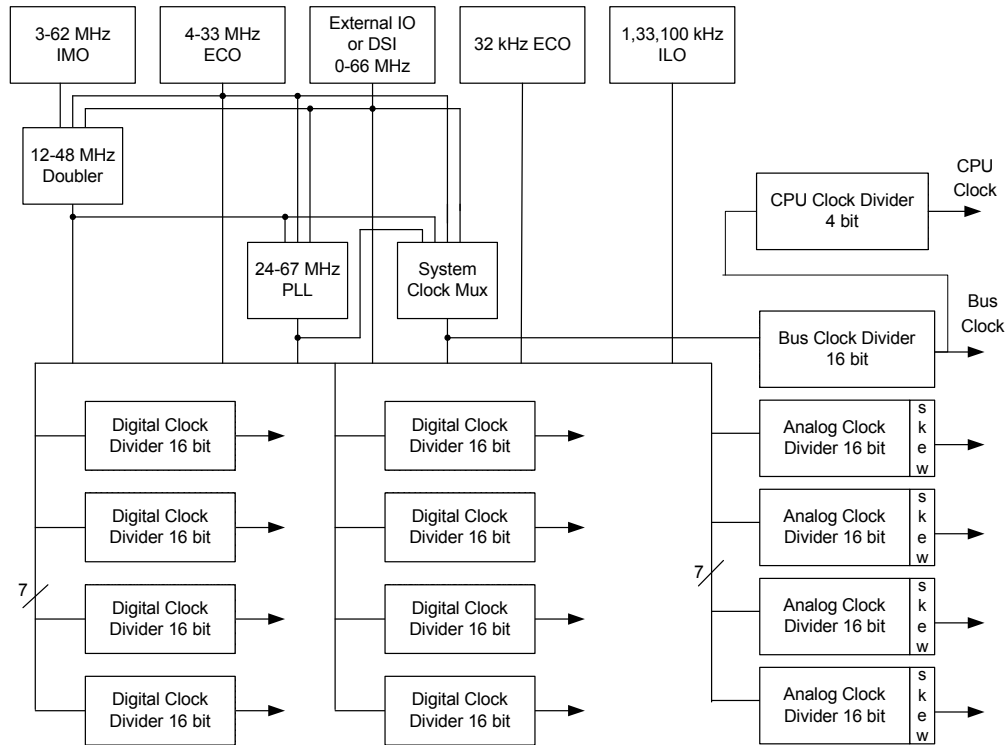 3-62 MHz
IMO
4-33 MHz
ECO
External IO
or DSI
0-66 MHz
32 kHz ECO
1,33,100 kHz
ILO
12-48 MHz
Doubler
24-67 MHz
PLL
System
Clock Mux
CPU Clock Divider
4 bit
CPU
Clock
Bus Clock Divider
16 bit
Bus
Clock
Digital Clock
Divider 16 bit
Digital Clock
Divider 16 bit
Analog Clock
Divider 16 bit
s
k
e
w
Digital Clock
Divider 16 bit
Digital Clock
Divider 16 bit
Analog Clock
Divider 16 bit
s
k
e
w
7
Digital Clock
Divider 16 bit
Digital Clock
Divider 16 bit
7
Analog Clock
Divider 16 bit
s
k
e
w
Digital Clock
Divider 16 bit
Digital Clock
Divider 16 bit
Analog Clock
Divider 16 bit
s
k
e
w